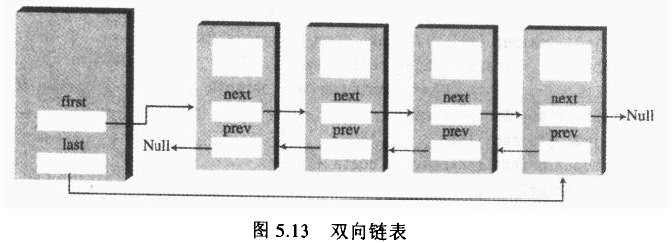 first
last
next
prev
Null
next
prev
next
prev
next
prev
Null
图 5.13 双向链表